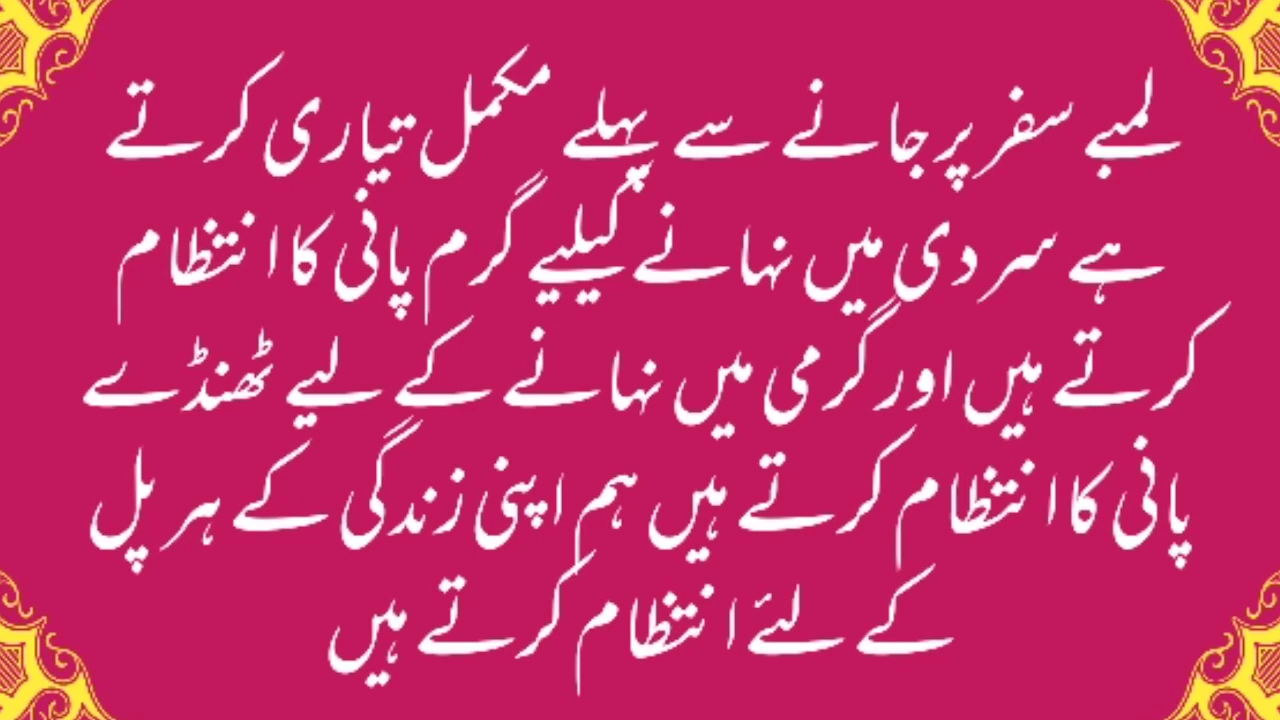 لمبے سفر پر جانے سے پہلے مکمل تیاری کرتے
ہے سردی میں نہانے کیلیے گرم پانی کا انتظام
کرتے ہیں اور گرمی میں نہانے کے لیے ٹھنڈے
پانی کا انتظام کرتے ہیں ہم اپنی زندگی کے ہر پل
کے لئے انتظام کرتے ہیں